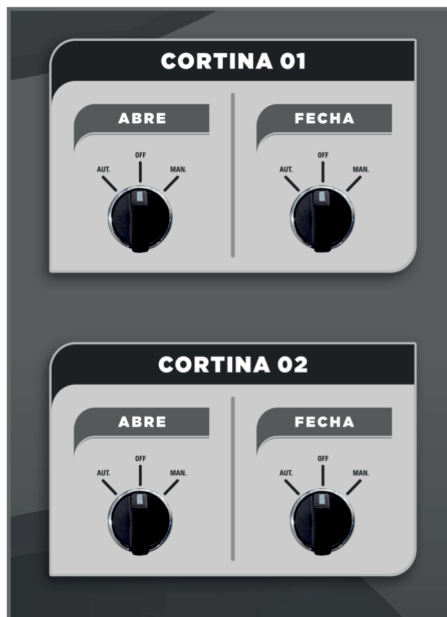 CORTINA 01
ABRE
FECHA
OFF
AUT.
MAN.
OFF
AUT.
MAN.
CORTINA 02
ABRE
FECHA
OFF
AUT.
MAN.
OFF
AUT.
MAN.